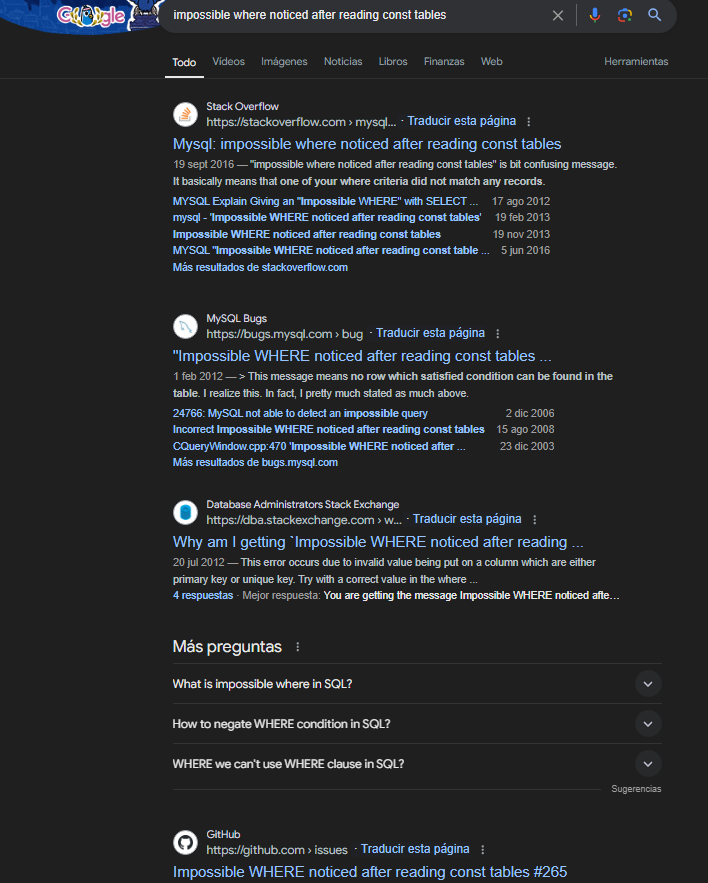 Google
impossible where noticed after reading const tables
Todo Vídeos Imágenes Noticias Libros Finanzas Web Herramientas
Stack Overflow
https://stackoverflow.com › mysql... · Traducir esta página
Mysql: impossible where noticed after reading const tables
19 sept 2016 — "impossible where noticed after reading const tables" is bit confusing message.
It basically means that one of your where criteria did not match any records.
MYSQL Explain Giving an "Impossible WHERE" with SELECT ... 17 ago 2012
mysql - 'Impossible WHERE noticed after reading const tables' 19 feb 2013
Impossible WHERE noticed after reading const tables 19 nov 2013
MYSQL "Impossible WHERE noticed after reading const table ... 5 jun 2016
Más resultados de stackoverflow.com
MySQL Bugs
https://bugs.mysql.com › bug · Traducir esta página
"Impossible WHERE noticed after reading const tables ...
1 feb 2012 — > This message means no row which satisfied condition can be found in the
table. I realize this. In fact, I pretty much stated as much above.
24766: MySQL not able to detect an impossible query 2 dic 2006
Incorrect Impossible WHERE noticed after reading const tables 15 ago 2008
CQueryWindow.cpp:470 'Impossible WHERE noticed after ... 23 dic 2003
Más resultados de bugs.mysql.com
Database Administrators Stack Exchange
https://dba.stackexchange.com › w... · Traducir esta página
Why am I getting `Impossible WHERE noticed after reading ...
20 jul 2012 — This error occurs due to invalid value being put on a column which are either
primary key or unique key. Try with a correct value in the where ...
4 respuestas · Mejor respuesta: You are getting the message Impossible WHERE noticed afte...
Más preguntas
What is impossible where in SQL?
How to negate WHERE condition in SQL?
WHERE we can't use WHERE clause in SQL?
Sugerencias
GitHub
https://github.com › issues · Traducir esta página
Impossible WHERE noticed after reading const tables #265